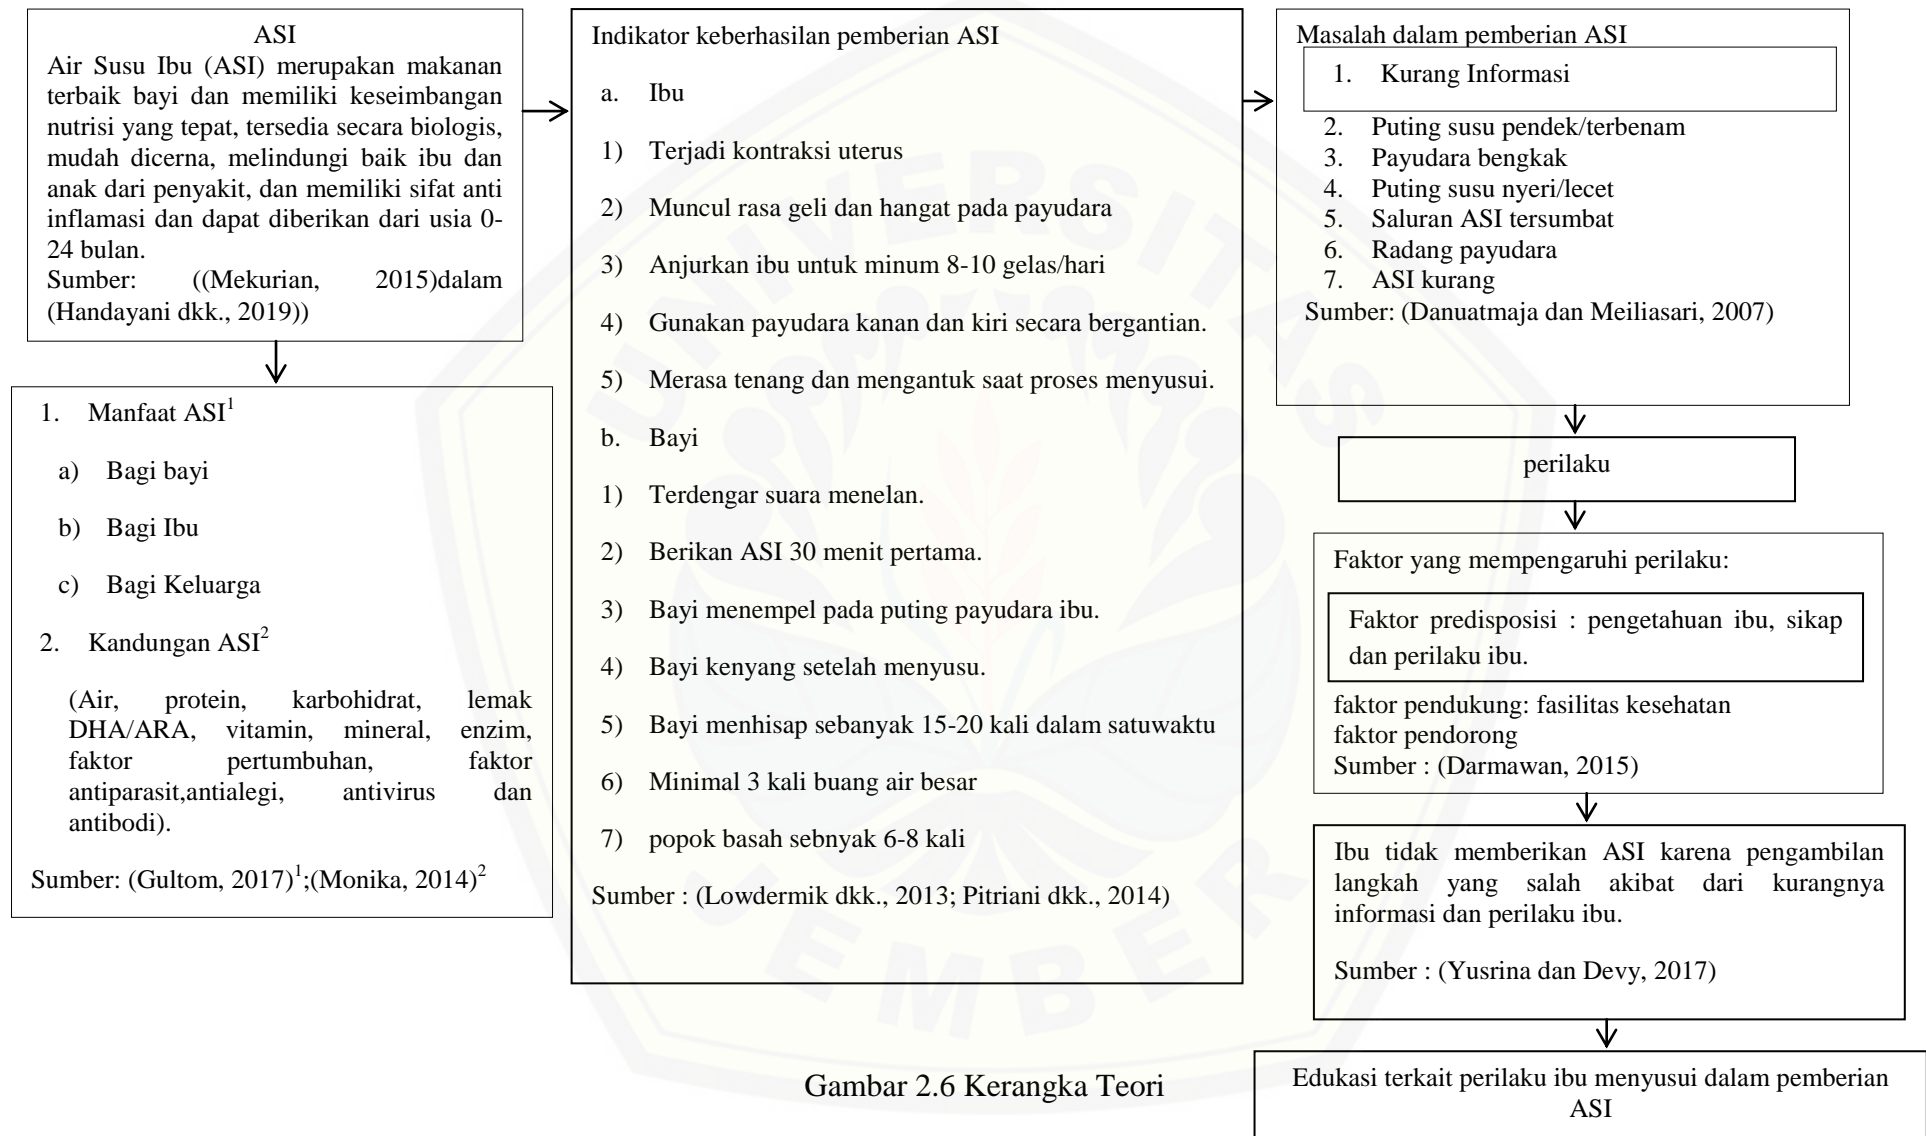 ASI
Air Susu Ibu (ASI) merupakan makanan
terbaik bayi dan memiliki keseimbangan
nutrisi yang tepat, tersedia secara biologis,
mudah dicerna, melindungi baik ibu dan
anak dari penyakit, dan memiliki sifat anti
inflamasi dan dapat diberikan dari usia 0-
24 bulan.
Sumber: ((Mekurian, 2015)dalam
(Handayani dkk., 2019))
1. Manfaat ASI¹
a) Bagi bayi
b) Bagi Ibu
c) Bagi Keluarga
2. Kandungan ASI²
(Air, protein, karbohidrat, lemak
DHA/ARA, vitamin, mineral, enzim,
faktor pertumbuhan, faktor
antiparasit,antialegi, antivirus dan
antibodi).
Sumber: (Gultom, 2017)¹;(Monika, 2014)²
Indikator keberhasilan pemberian ASI
a. Ibu
1) Terjadi kontraksi uterus
2) Muncul rasa geli dan hangat pada payudara
3) Anjurkan ibu untuk minum 8-10 gelas/hari
4) Gunakan payudara kanan dan kiri secara bergantian.
5) Merasa tenang dan mengantuk saat proses menyusui.
b. Bayi
1) Terdengar suara menelan.
2) Berikan ASI 30 menit pertama.
3) Bayi menempel pada puting payudara ibu.
4) Bayi kenyang setelah menyusu.
5) Bayi menhisap sebanyak 15-20 kali dalam satuwaktu
6) Minimal 3 kali buang air besar
7) popok basah sebnyak 6-8 kali
Sumber : (Lowdermik dkk., 2013; Pitriani dkk., 2014)
Masalah dalam pemberian ASI
1. Kurang Informasi
2. Puting susu pendek/terbenam
3. Payudara bengkak
4. Puting susu nyeri/lecet
5. Saluran ASI tersumbat
6. Radang payudara
7. ASI kurang
Sumber: (Danuatmaja dan Meiliasari, 2007)
perilaku
Faktor yang mempengaruhi perilaku:
Faktor predisposisi : pengetahuan ibu, sikap
dan perilaku ibu.
faktor pendukung: fasilitas kesehatan
faktor pendorong
Sumber : (Darmawan, 2015)
Ibu tidak memberikan ASI karena pengambilan
langkah yang salah akibat dari kurangnya
informasi dan perilaku ibu.
Sumber : (Yusrina dan Devy, 2017)
Edukasi terkait perilaku ibu menyusui dalam pemberian
ASI
Gambar 2.6 Kerangka Teori
UNIVERSITAS
JEMBER